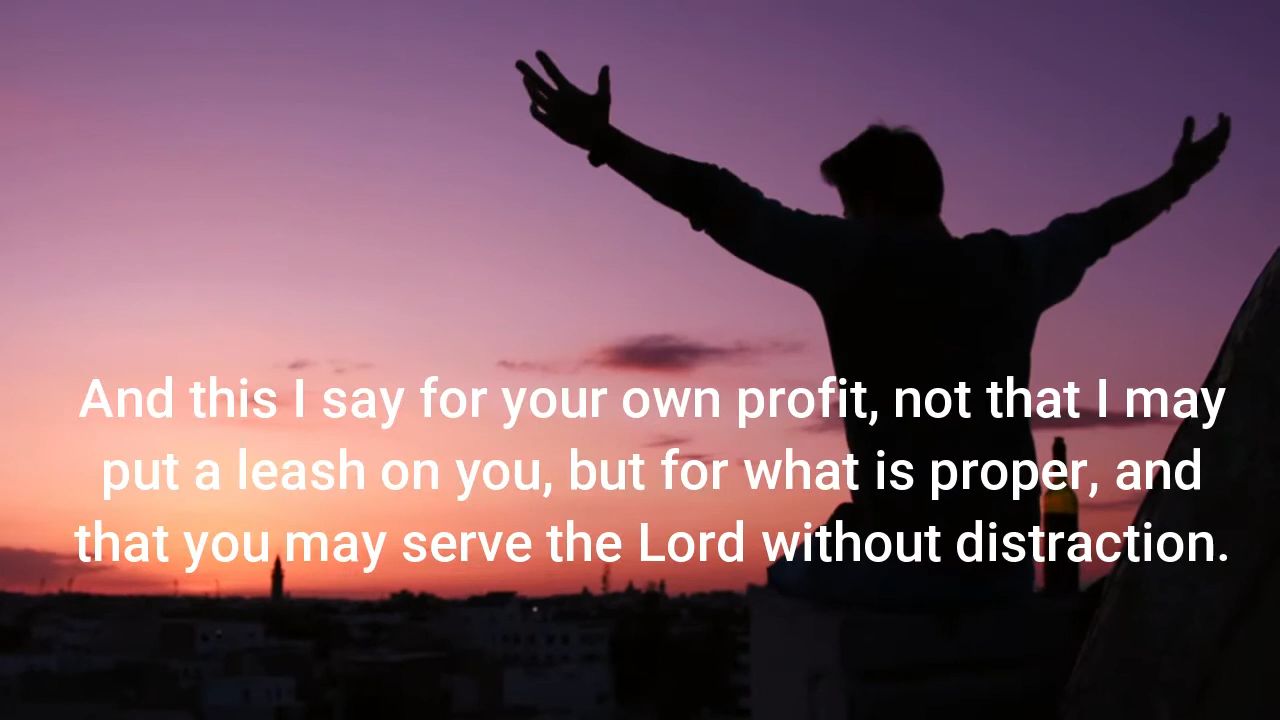 And this I say for your own profit, not that I may
put a leash on you, but for what is proper, and
that you may serve the Lord without distraction.